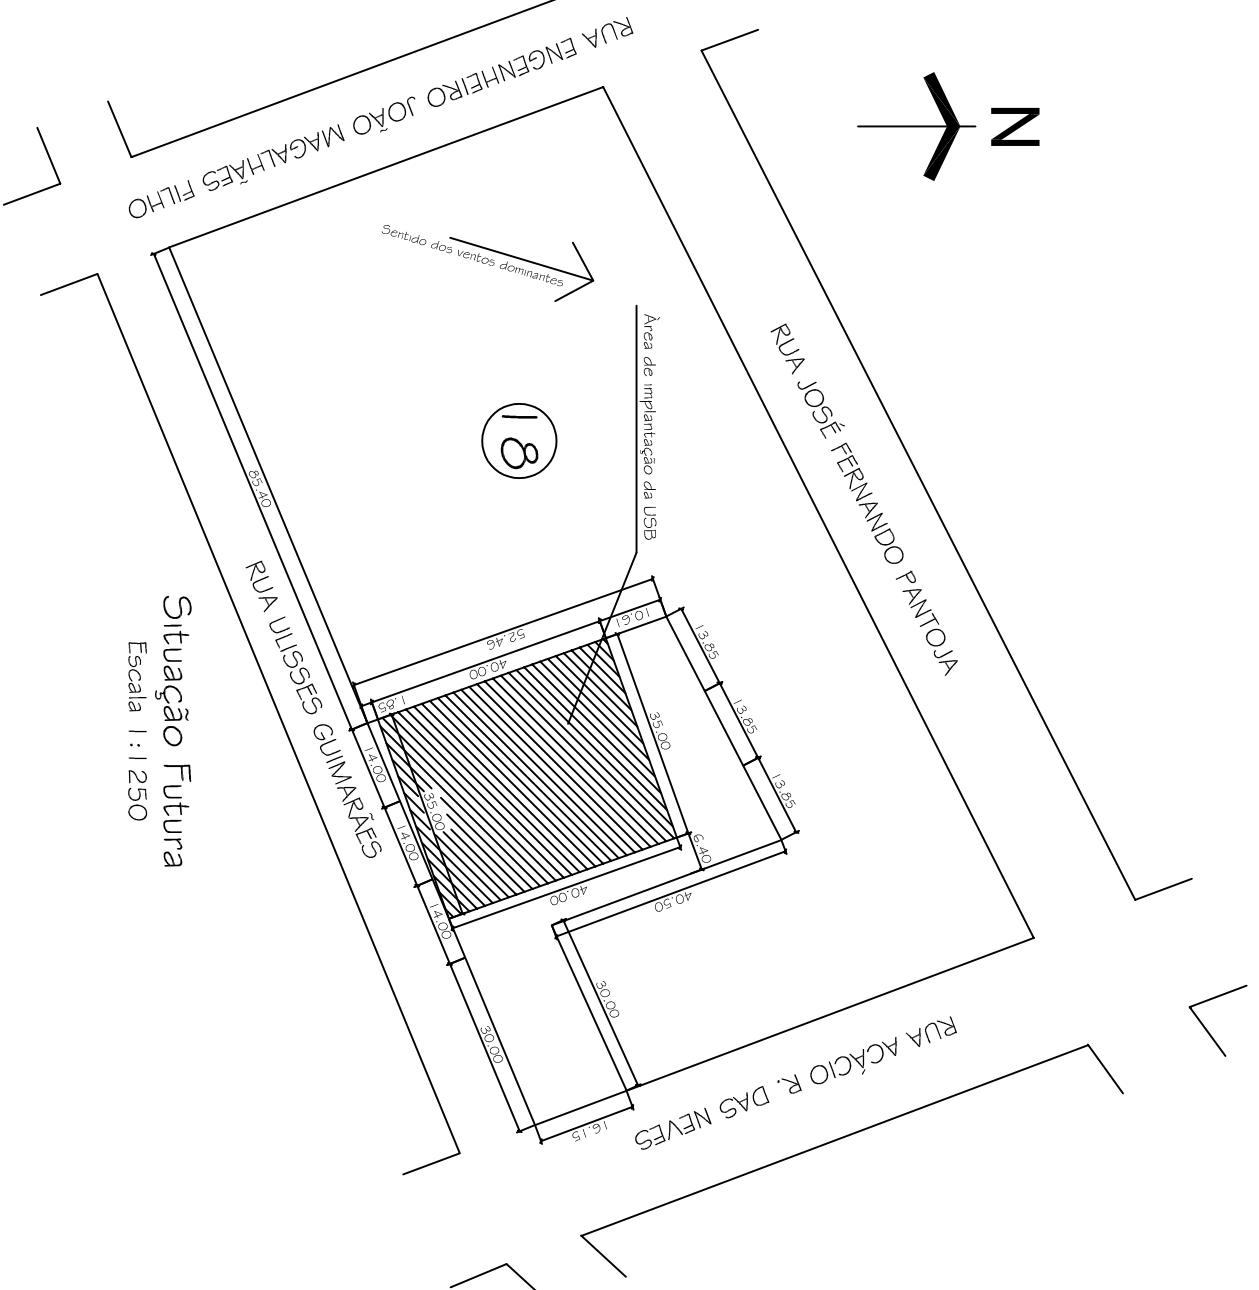 RUA ENGENHEIRO JOÃO MAGALHÃES FILHO
N
Sentido dos ventos dominantes
Àrea de implantação da USB
RUA JOSÉ FERNANDO PANTOJA
18
85.40
RUA ULISSES GUIMARÃES
52.46
10.61
40.00
1.85
13.85
13.85
13.85
35.00
14.00
14.00
14.00
35.00
6.40
40.00
40.50
30.00
30.00
16.15
RUA ACÁCIO R. DAS NEVES
Situação Futura
Escala 1:1250